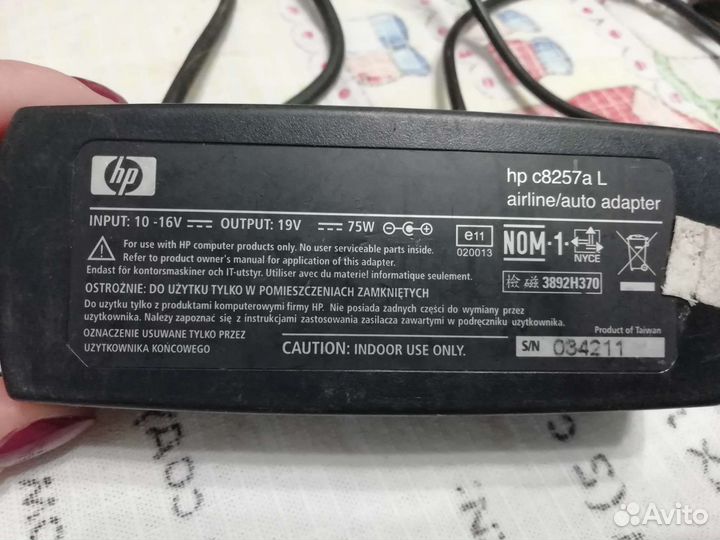 hp
hp c8257a L
airline/auto adapter
INPUT: 10 -16V OUTPUT: 19V 75W
For use with HP computer products only. No user serviceable parts inside.
Refer to product owner's manual for application of this adapter.
Endast för kontorsmaskiner och IT-utstyr. Utiliser avec du materiel informatique seulement.
OSTROŻNIE: DO UŻYTKU TYLKO W POMIESZCZENIACH ZAMKNIĘTYCH
Do użytku tylko z produktami komputerowymi firmy HP. Nie posiada żadnych części do wymiany przez
użytkownika. Należy zapoznać się z instrukcjami zastosowania zasilacza zawartymi w podręczniku użytkownika.
OZNACZENIE USUWANE TYLKO PRZEZ
UŻYTKOWNIKA KOŃCOWEGO
CAUTION: INDOOR USE ONLY.
e11
020013
NOM-1
NYCE
檢磁 3892H370
Product of Taiwan
S/N 034211
Avito